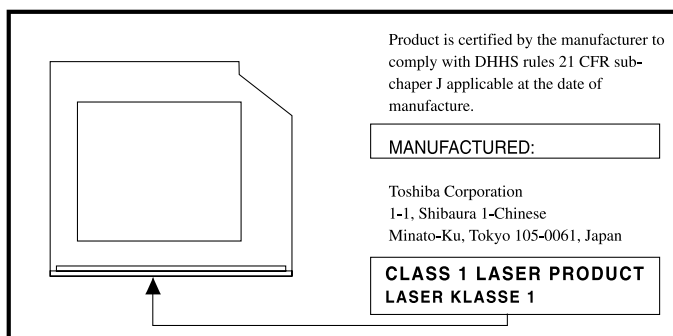 Product is certified by the manufacturer to
comply with DHHS rules 21 CFR sub-
chaper J applicable at the date of
manufacture.
MANUFACTURED:
Toshiba Corporation
1-1, Shibaura 1-Chinese
Minato-Ku, Tokyo 105-0061, Japan
CLASS 1 LASER PRODUCT
LASER KLASSE 1